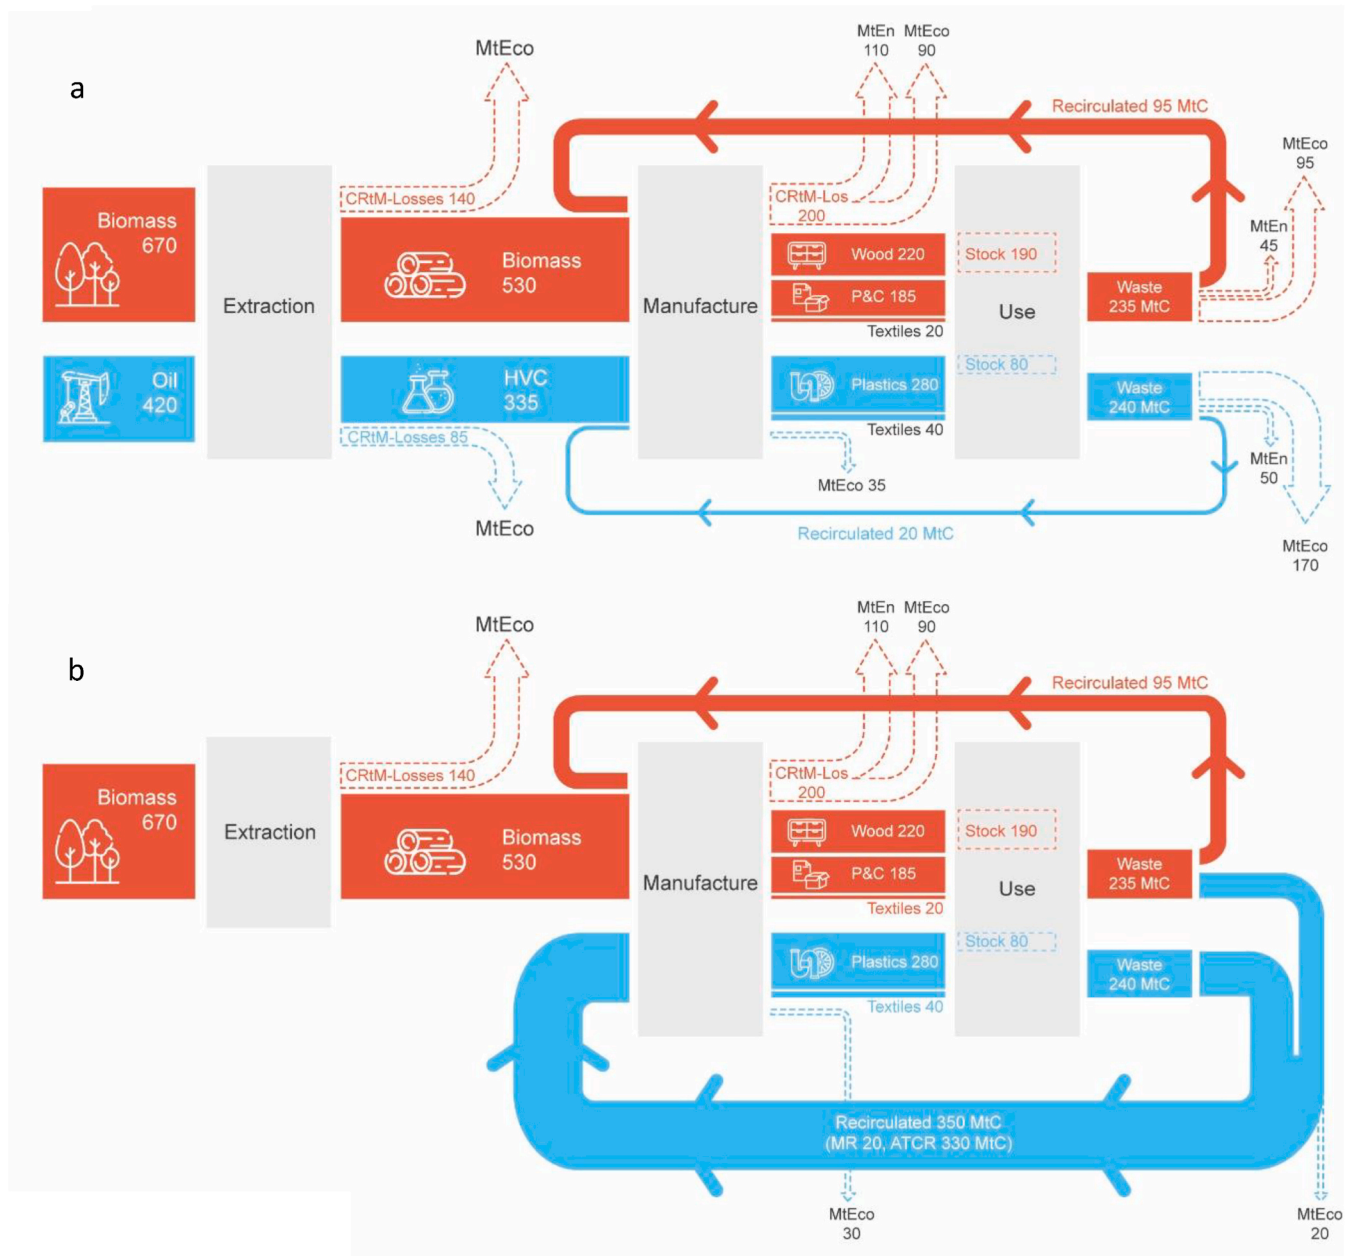 a
MtEco
MtEn
110
MtEco
90
Recirculated 95 MtC
MtEco
95
Biomass
670
CRtM-Losses 140
CRtM-Los
200
MtEn
45
Extraction
Biomass
530
Manufacture
Wood 220
P&C 185
Textiles 20
Stock 190
Use
Waste
235 MtC
Oil
420
HVC
335
Plastics 280
Textiles 40
Stock 80
Waste
240 MtC
CRtM-Losses 85
MtEco 35
MtEn
50
MtEco
Recirculated 20 MtC
MtEco
170
b
MtEco
MtEn
110
MtEco
90
Recirculated 95 MtC
Biomass
670
CRtM-Losses 140
CRtM-Los
200
Extraction
Biomass
530
Manufacture
Wood 220
P&C 185
Textiles 20
Stock 190
Use
Waste
235 MtC
Plastics 280
Textiles 40
Stock 80
Waste
240 MtC
Recirculated 350 MtC
(MR 20, ATCR 330 MtC)
MtEco
30
MtEco
20